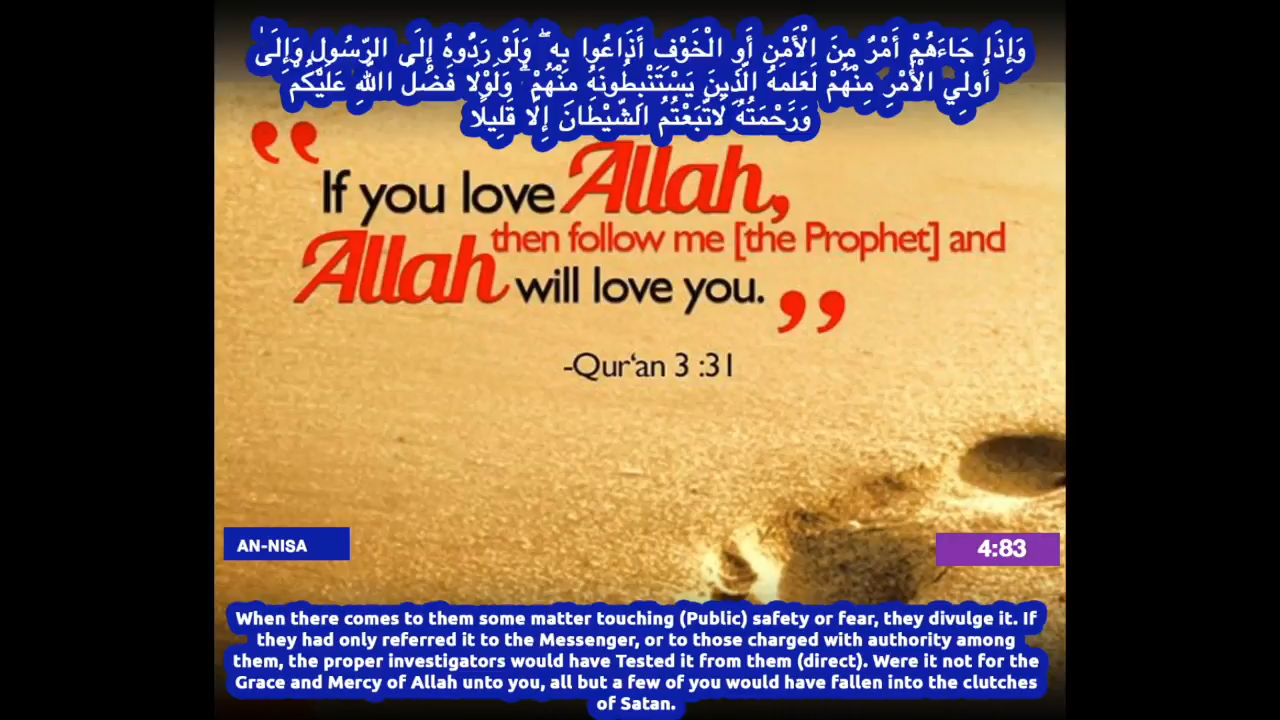 وَإِذَا جَاءَهُمْ أَمْرٌ مِنَ الْأَمْنِ أَوِ الْخَوْفِ أَذَاعُوا بِهِ ۖ وَلَوْ رَدُّوهُ إِلَى الرَّسُولِ وَإِلَىٰ
أُولِي الْأَمْرِ مِنْهُمْ لَعَلِمَهُ الَّذِينَ يَسْتَنْبِطُونَهُ مِنْهُمْ ۗ وَلَوْلَا فَضْلُ اللَّهِ عَلَيْكُمْ
وَرَحْمَتُهُ لَاتَّبَعْتُمُ الشَّيْطَانَ إِلَّا قَلِيلًا
“If you love Allah,
then follow me [the Prophet] and
Allah will love you.”
-Qur‘an 3 :31
AN-NISA
4:83
When there comes to them some matter touching (Public) safety or fear, they divulge it. If
they had only referred it to the Messenger, or to those charged with authority among
them, the proper investigators would have Tested it from them (direct). Were it not for the
Grace and Mercy of Allah unto you, all but a few of you would have fallen into the clutches
of Satan.